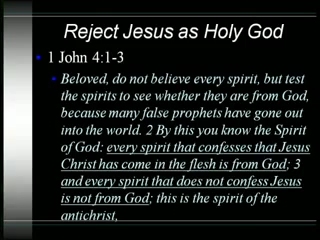 Reject Jesus as Holy God
1 John 4:1-3
Beloved, do not believe every spirit, but test
the spirits to see whether they are from God,
because many false prophets have gone out
into the world. 2 By this you know the Spirit
of God: every spirit that confesses that Jesus
Christ has come in the flesh is from God; 3
and every spirit that does not confess Jesus
is not from God; this is the spirit of the
antichrist,